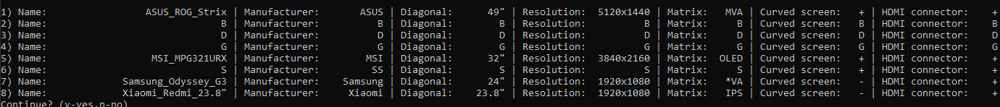 1) Name: ASUS_ROG_Strix | Manufacturer: ASUS | Diagonal: 49" | Resolution: 5120x1440 | Matrix: MVA | Curved screen: + | HDMI connector: +
2) Name: B | Manufacturer: B | Diagonal: B | Resolution: B | Matrix: B | Curved screen: B | HDMI connector: B
3) Name: D | Manufacturer: D | Diagonal: D | Resolution: D | Matrix: D | Curved screen: D | HDMI connector: D
4) Name: G | Manufacturer: G | Diagonal: G | Resolution: G | Matrix: G | Curved screen: G | HDMI connector: G
5) Name: MSI_MPG321URX | Manufacturer: MSI | Diagonal: 32" | Resolution: 3840x2160 | Matrix: OLED | Curved screen: + | HDMI connector: +
6) Name: S | Manufacturer: SS | Diagonal: S | Resolution: S | Matrix: S | Curved screen: + | HDMI connector: +
7) Name: Samsung_Odyssey_G3 | Manufacturer: Samsung | Diagonal: 24" | Resolution: 1920x1080 | Matrix: *VA | Curved screen: - | HDMI connector: +
8) Name: Xiaomi_Redmi_23.8" | Manufacturer: Xiaomi | Diagonal: 23.8" | Resolution: 1920x1080 | Matrix: IPS | Curved screen: - | HDMI connector: +
Continue? (y-yes,n-no)